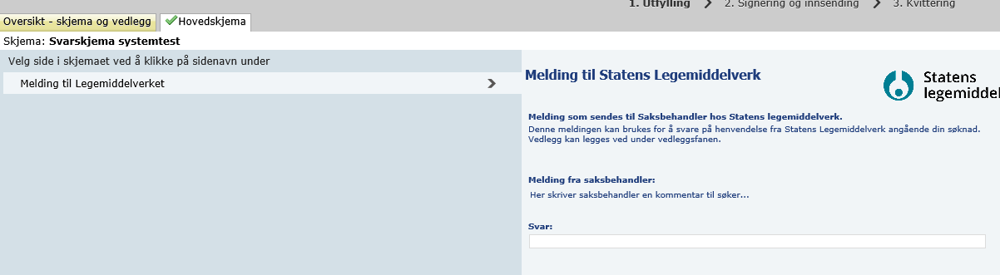 1. Utfylling > 2. Signering og innsending > 3. Kvittering
Oversikt - skjema og vedlegg Hovedskjema
Skjema: Svarskjema systemtest
Velg side i skjemaet ved å klikke på sidenavn under
Melding til Legemiddelverket
Melding til Statens Legemiddelverk
Statens
legemiddel
Melding som sendes til Saksbehandler hos Statens legemiddelverk.
Denne meldingen kan brukes for å svare på henvendelse fra Statens Legemiddelverk angående din søknad.
Vedlegg kan legges ved under vedleggsfanen.
Melding fra saksbehandler:
Her skriver saksbehandler en kommentar til søker...
Svar: